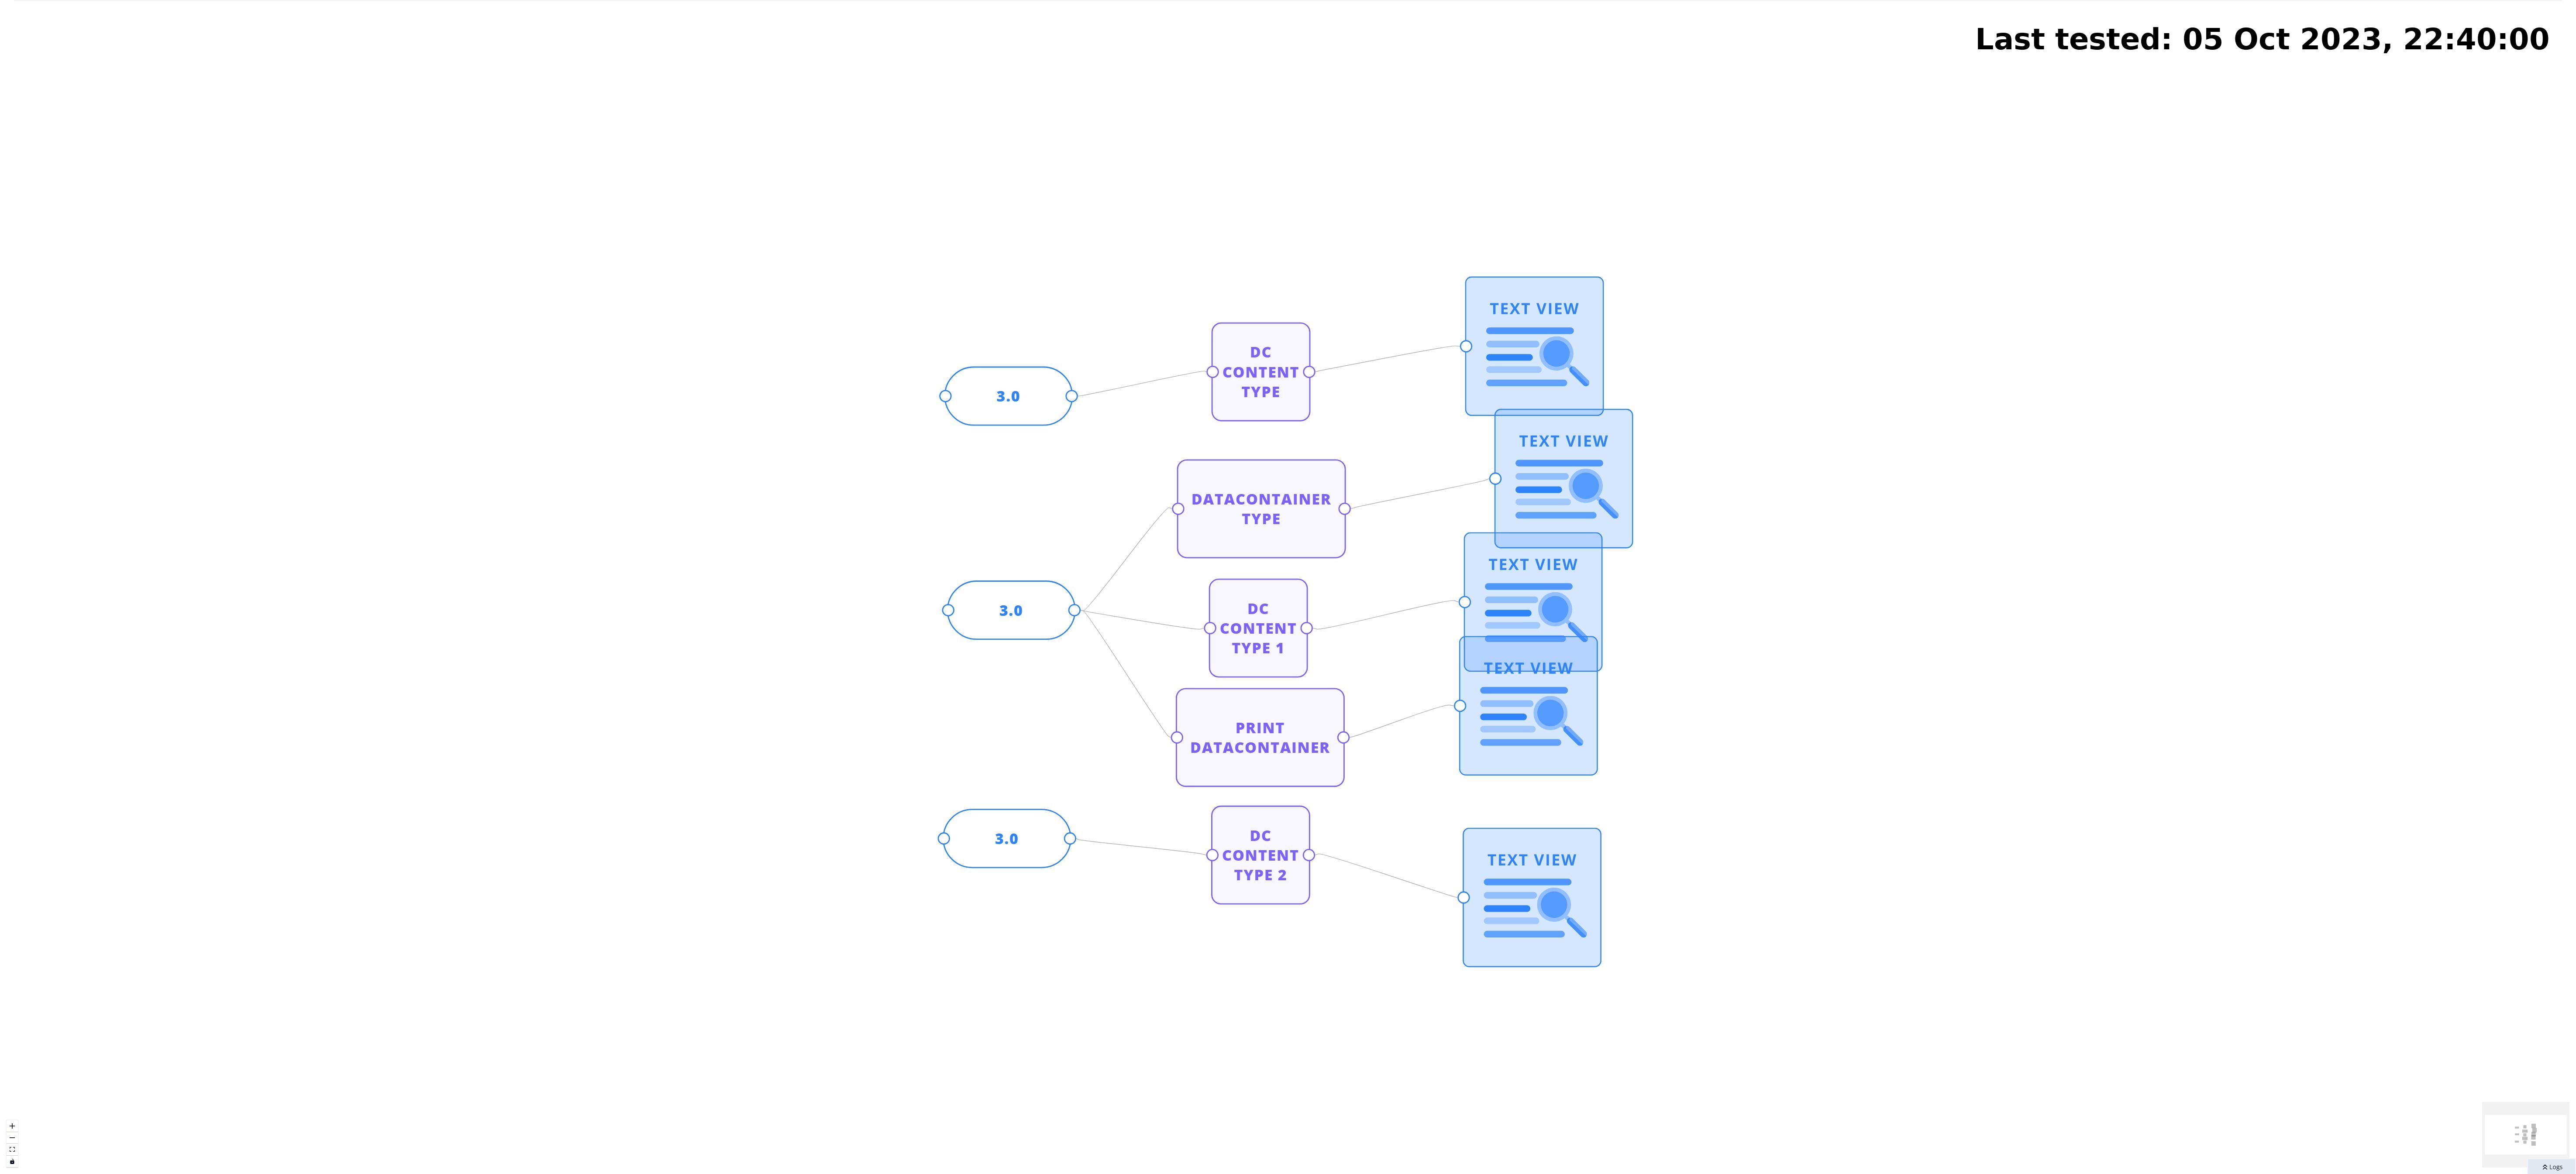 Last tested: 05 Oct 2023, 22:40:00
TEXT VIEW
DC
CONTENT
TYPE
3.0
TEXT VIEW
DATACONTAINER
TYPE
TEXT VIEW
3.0
DC
CONTENT
TYPE 1
TEXT VIEW
PRINT
DATACONTAINER
3.0
DC
CONTENT
TYPE 2
TEXT VIEW
Logs